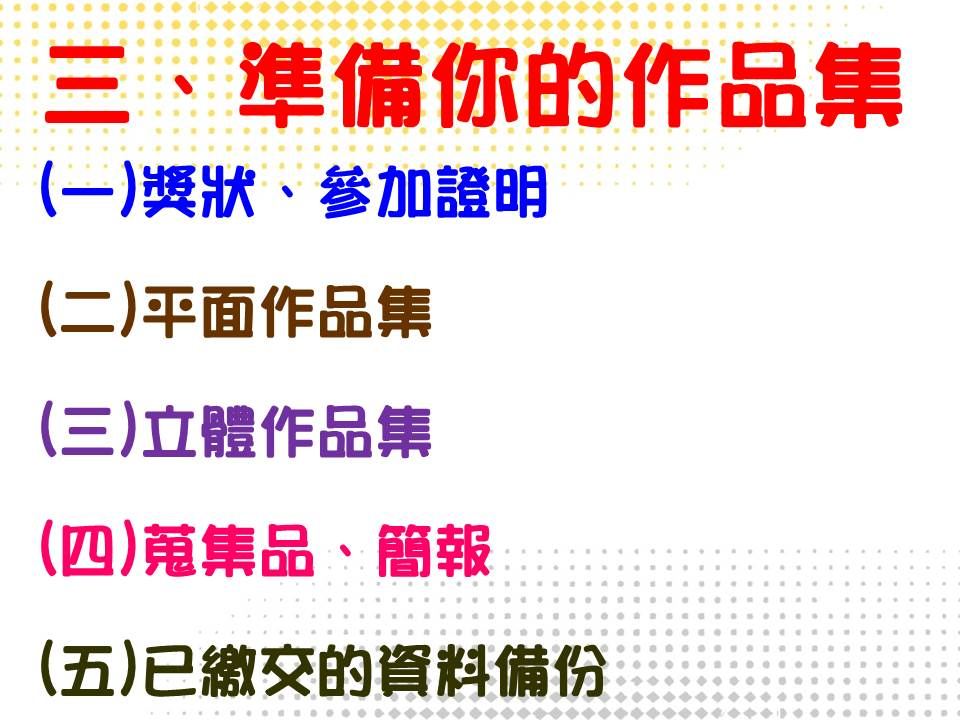 三、準備你的作品集
(一)獎狀、參加證明
(二)平面作品集
(三)立體作品集
(四)蒐集品、簡報
(五)已繳交的資料備份